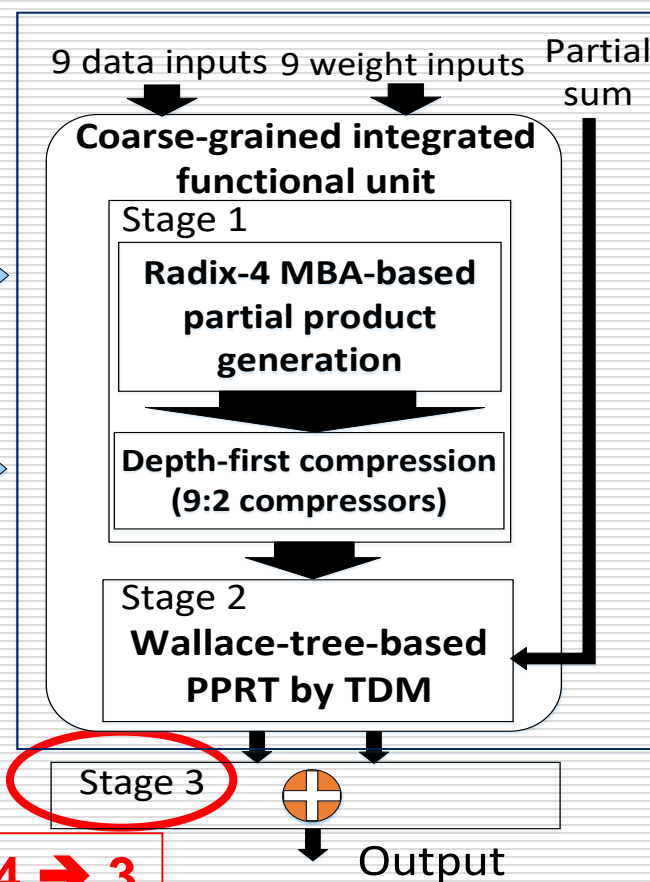 9 data inputs 9 weight inputs
Partial
sum
Coarse-grained integrated
functional unit
Stage 1
Radix-4 MBA-based
partial product
generation
Depth-first compression
(9:2 compressors)
Stage 2
Wallace-tree-based
PPRT by TDM
Stage 3
4 ➔ 3
Output